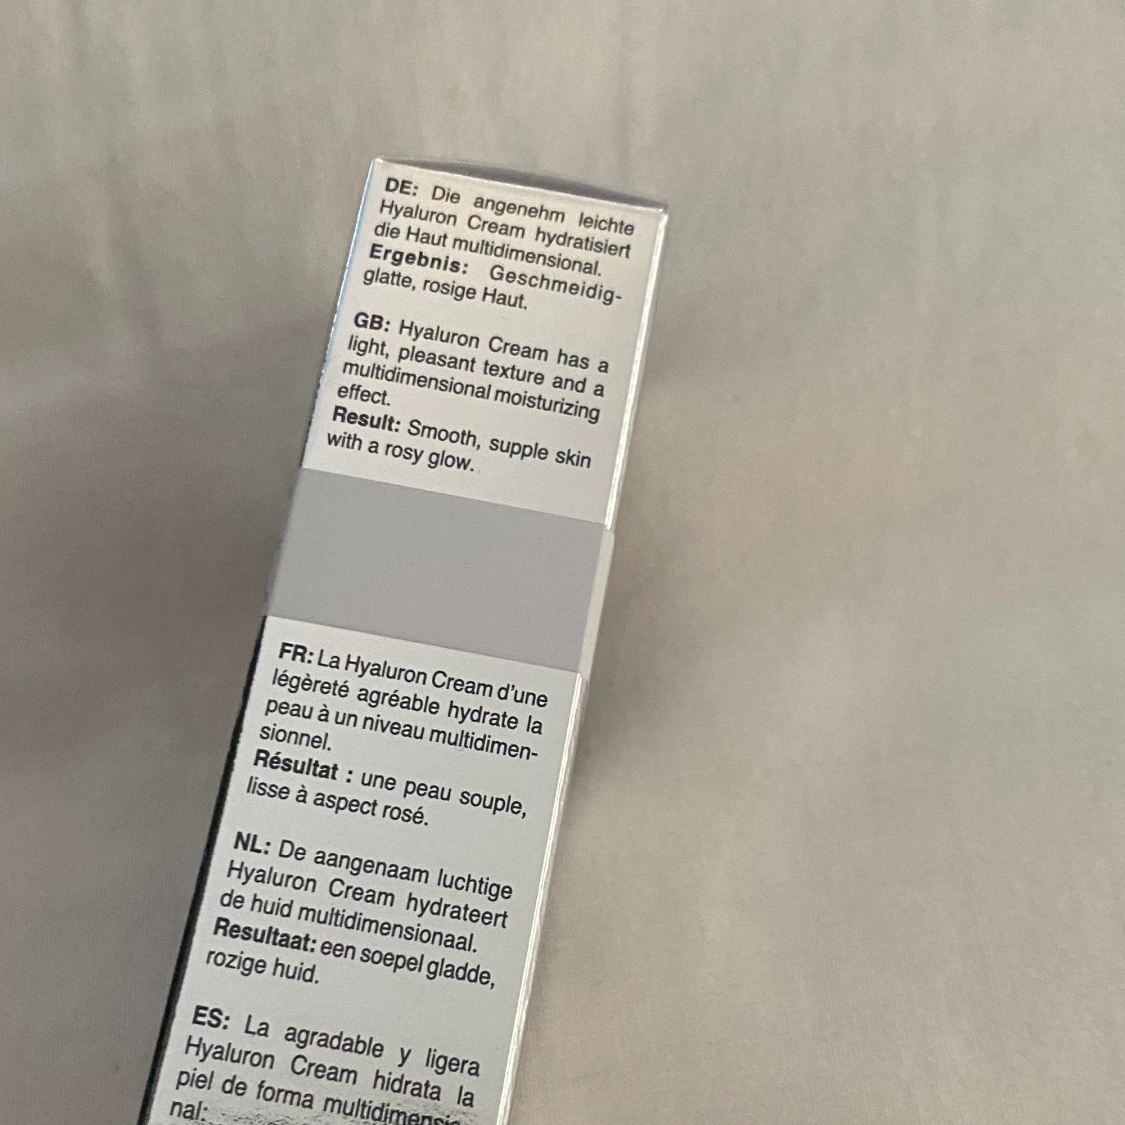 DE: Die angenehm leichte
Hyaluron Cream hydratisiert
die Haut multidimensional.
Ergebnis: Geschmeidig-
glatte, rosige Haut.
GB: Hyaluron Cream has a
light, pleasant texture and a
multidimensional moisturizing
effect.
Result: Smooth, supple skin
with a rosy glow.
FR: La Hyaluron Cream d'une
légèreté agréable hydrate la
peau à un niveau multidimen-
sionnel.
Résultat : une peau souple,
lisse à aspect rosé.
NL: De aangenaam luchtige
Hyaluron Cream hydrateert
de huid multidimensionaal.
Resultaat: een soepel gladde,
rozige huid.
ES: La agradable y ligera
Hyaluron Cream hidrata la
piel de forma multidimensio-
nal: